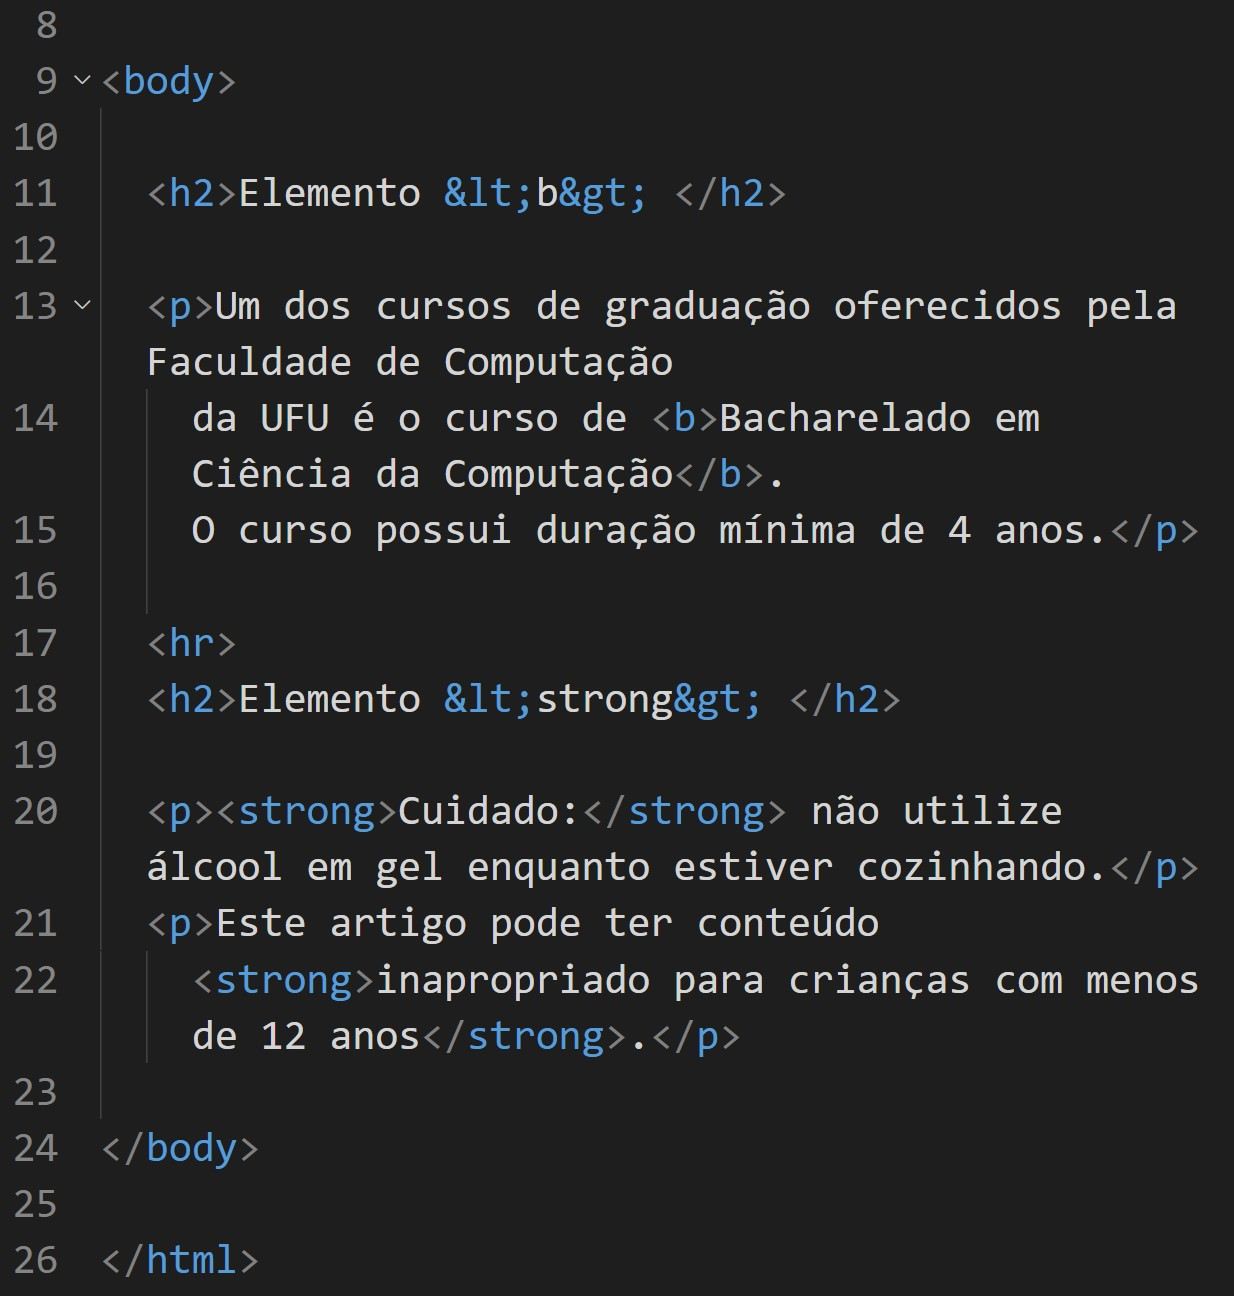 8
9 <body>
10
11 <h2>Elemento &lt;b&gt; </h2>
12
13 <p>Um dos cursos de graduação oferecidos pela
Faculdade de Computação
14 da UFU é o curso de <b>Bacharelado em
Ciência da Computação</b>.
15 O curso possui duração mínima de 4 anos.</p>
16
17 <hr>
18 <h2>Elemento &lt;strong&gt; </h2>
19
20 <p><strong>Cuidado:</strong> não utilize
álcool em gel enquanto estiver cozinhando.</p>
21 <p>Este artigo pode ter conteúdo
22 <strong>inapropriado para crianças com menos
de 12 anos</strong>.</p>
23
24 </body>
25
26 </html>